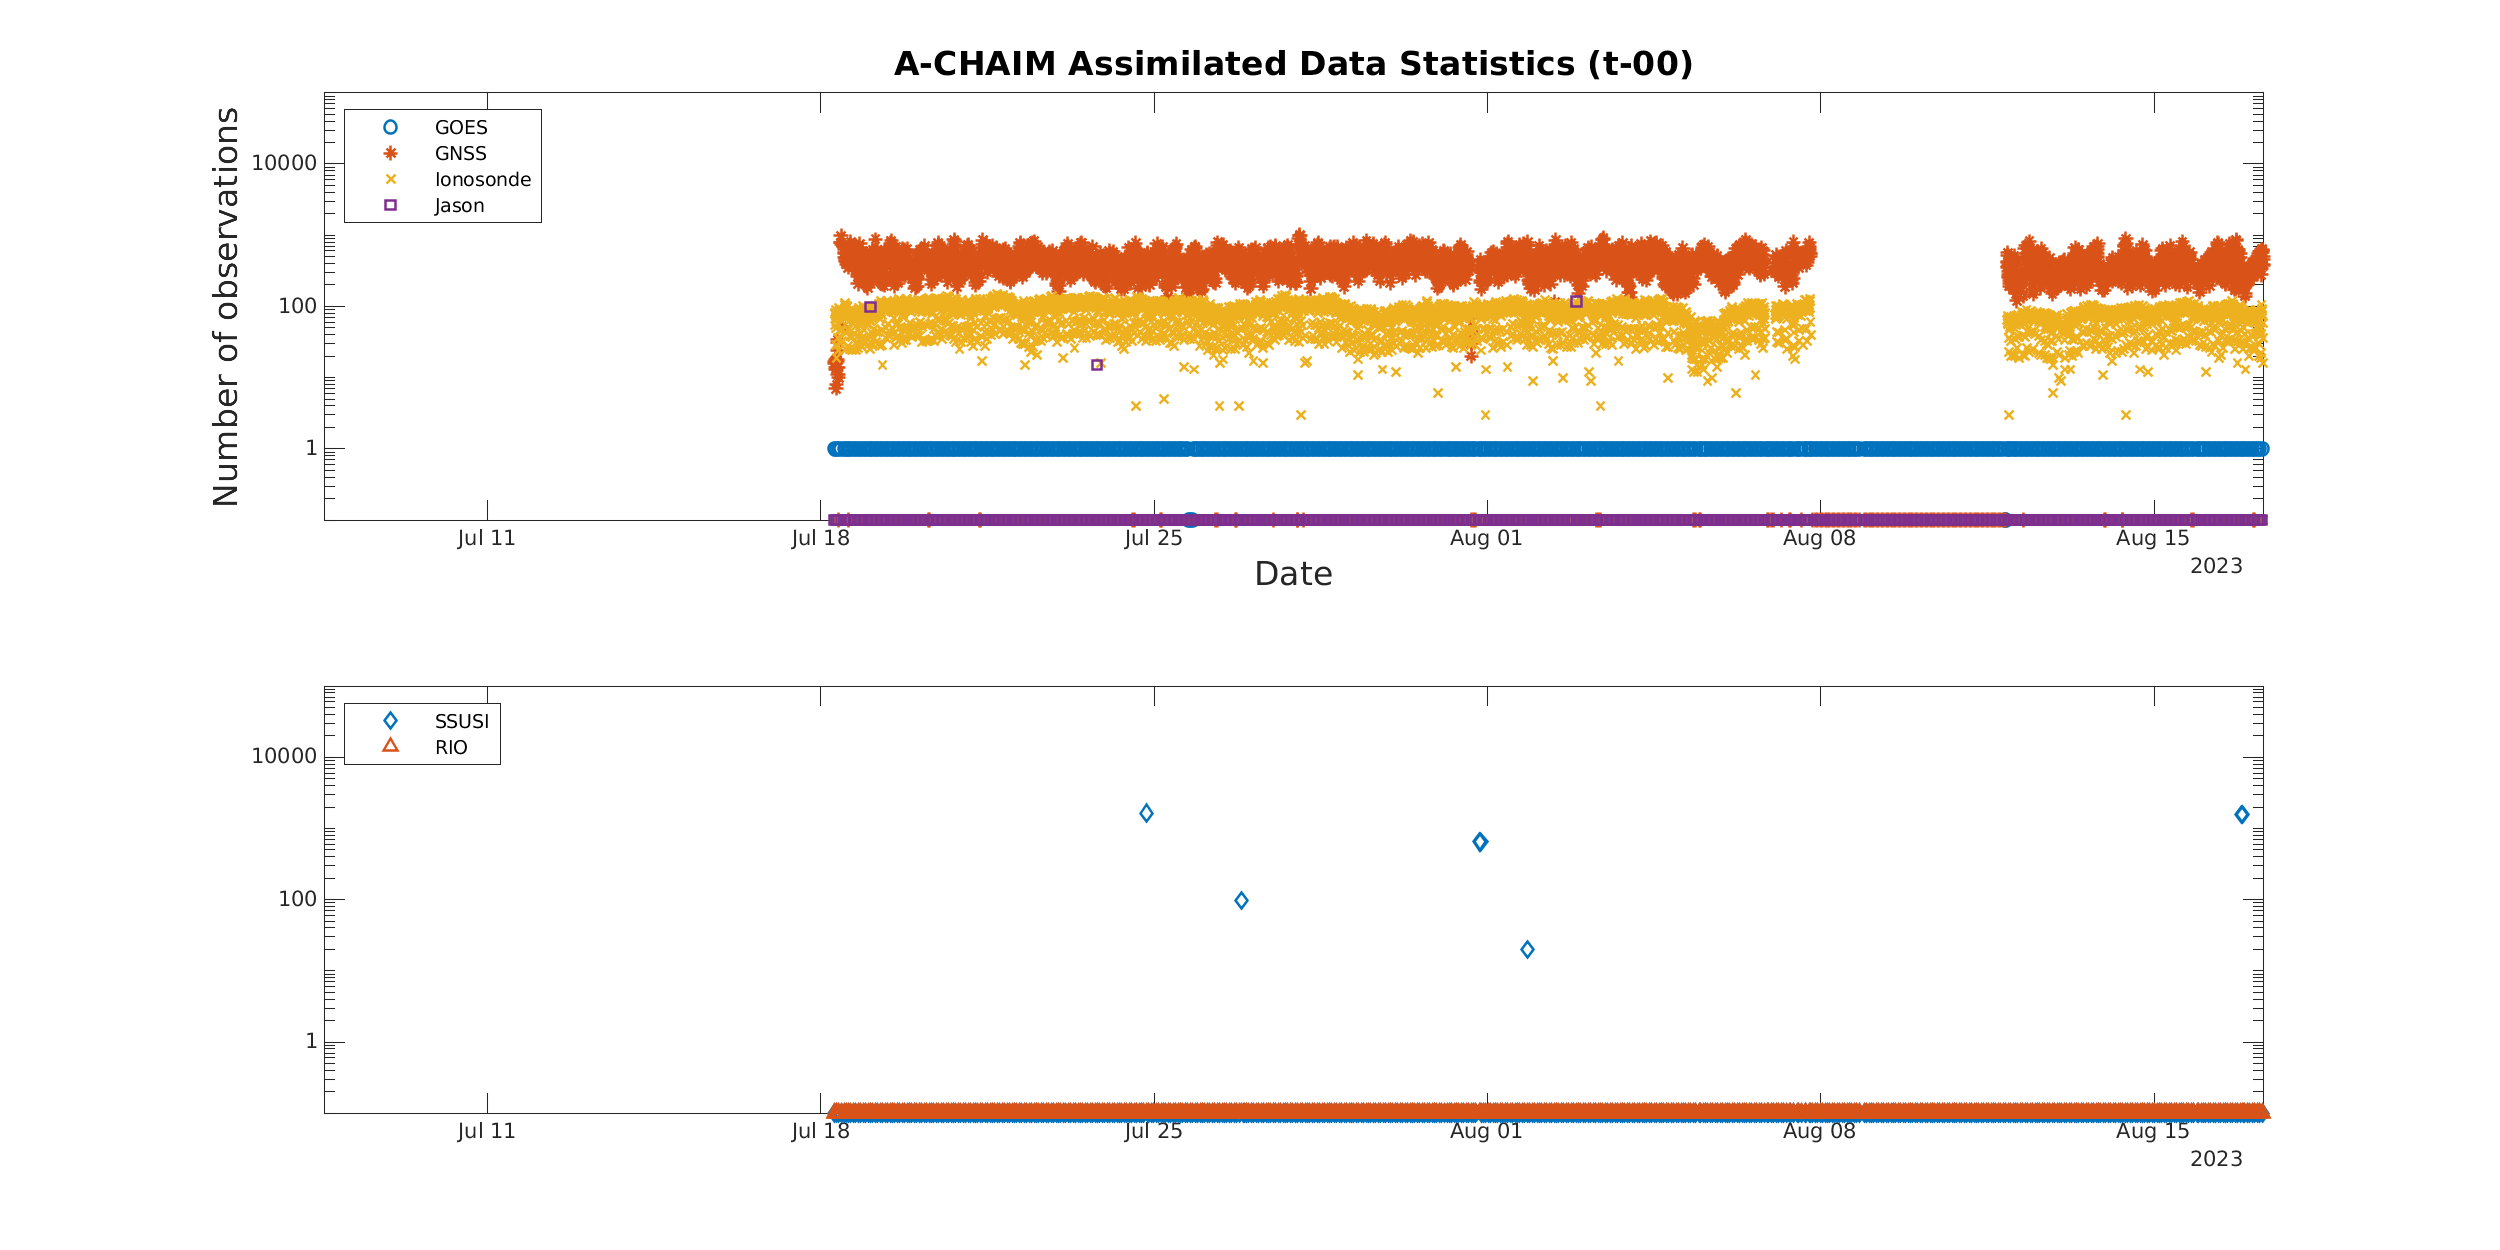 A-CHAIM Assimilated Data Statistics (t-00)
Number of observations
GOES
GNSS
Ionosonde
Jason
10000
100
1
Jul 11 Jul 18 Jul 25 Aug 01 Aug 08 Aug 15
2023
Date
SSUSI
RIO
10000
100
1
Jul 11 Jul 18 Jul 25 Aug 01 Aug 08 Aug 15
2023